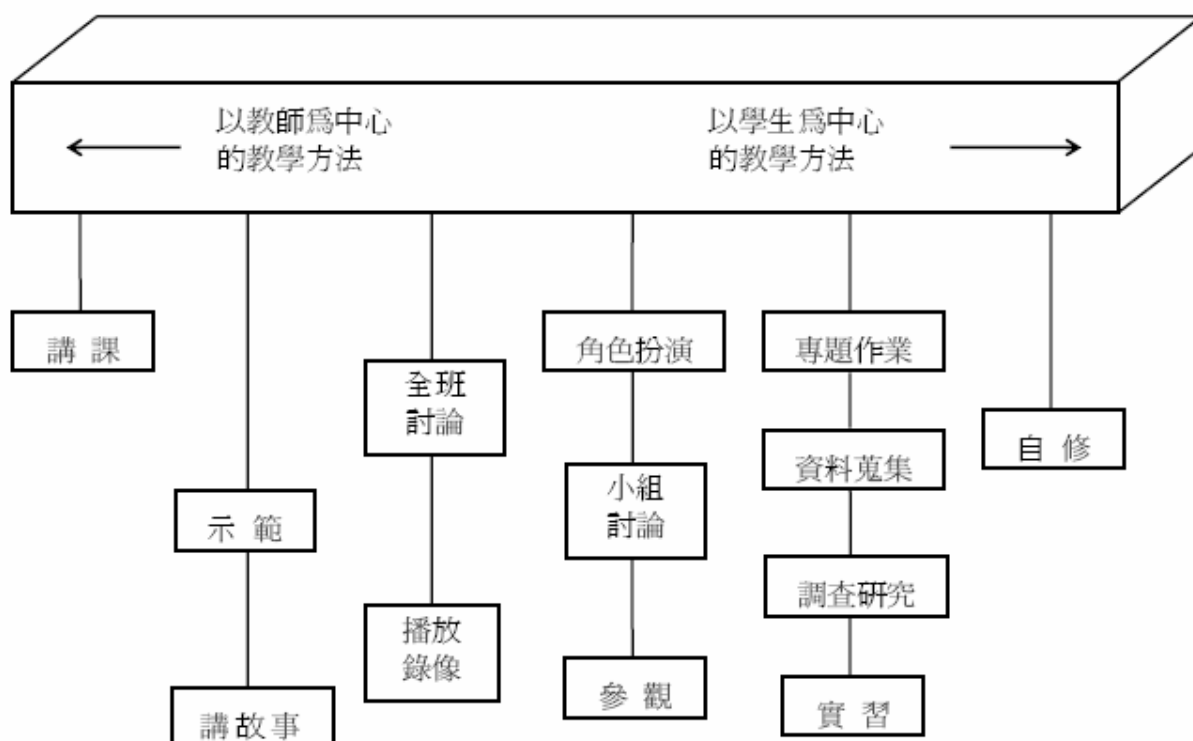 以教師爲中心
的教學方法
以學生爲中心
的教學方法
講 課
示 範
講故事
全班
討論
播放
錄像
角色扮演
小組
討論
參 觀
專題作業
資料蒐集
調查研究
實 習
自 修